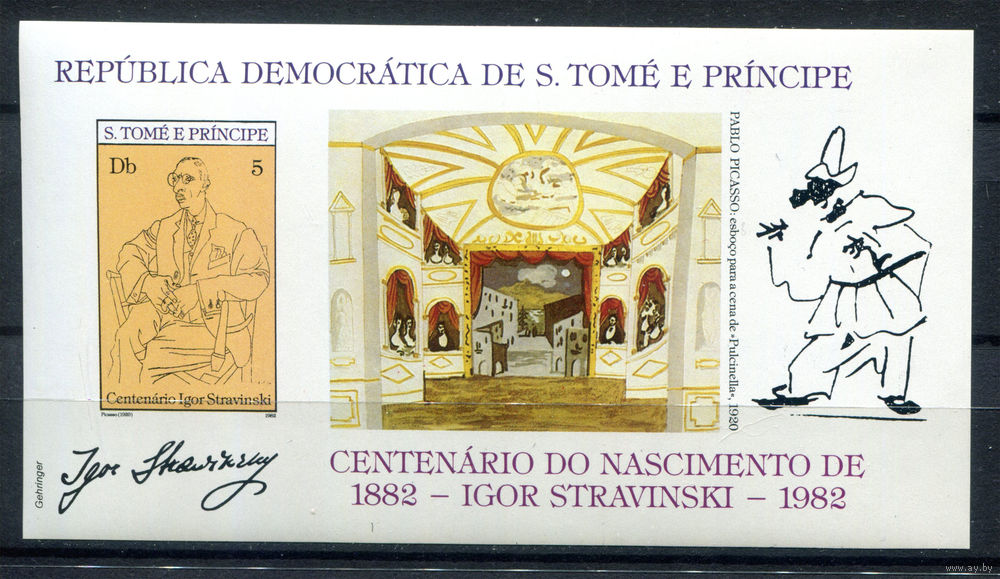 REPÚBLICA DEMOCRÁTICA DE S. TOMÉ E PRÍNCIPE
S. TOMÉ E PRÍNCIPE
Db 5
Centenário Igor Stravinski
Picasso (1920) 1982
PABLO PICASSO: esboço para a cena de »Pulcinella«, 1920
Igor Strawinsky
Gehringer
CENTENÁRIO DO NASCIMENTO DE
1882 – IGOR STRAVINSKI – 1982
www.ay.by